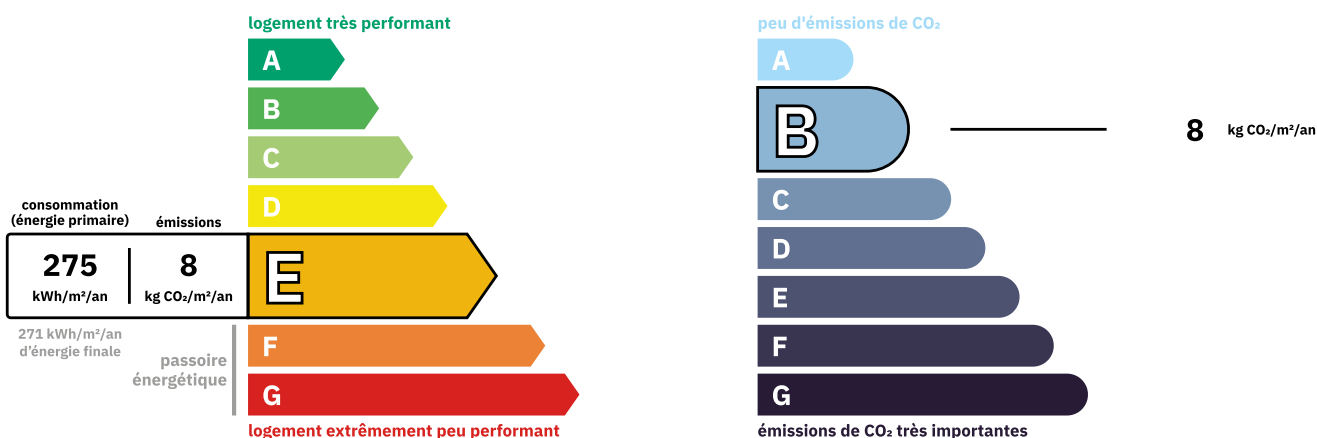 logement très performant
A
B
C
D
consommation
(énergie primaire)
émissions
275
kWh/m²/an
8
kg CO₂/m²/an
E
271 kWh/m²/an
d'énergie finale
passoire
énergétique
F
G
logement extrêmement peu performant
peu d'émissions de CO₂
A
B
8 kg CO₂/m²/an
C
D
E
F
G
émissions de CO₂ très importantes